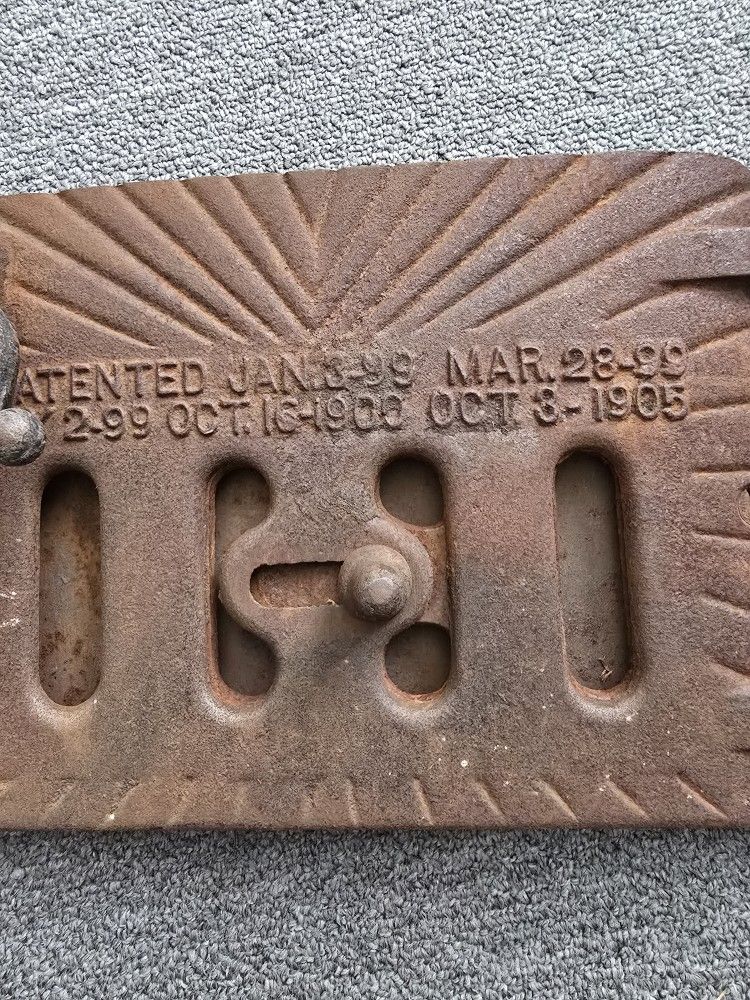 ATENTED JAN. 3-99 MAR. 28-99
2-99 OCT. 16-1900 OCT 3-1905